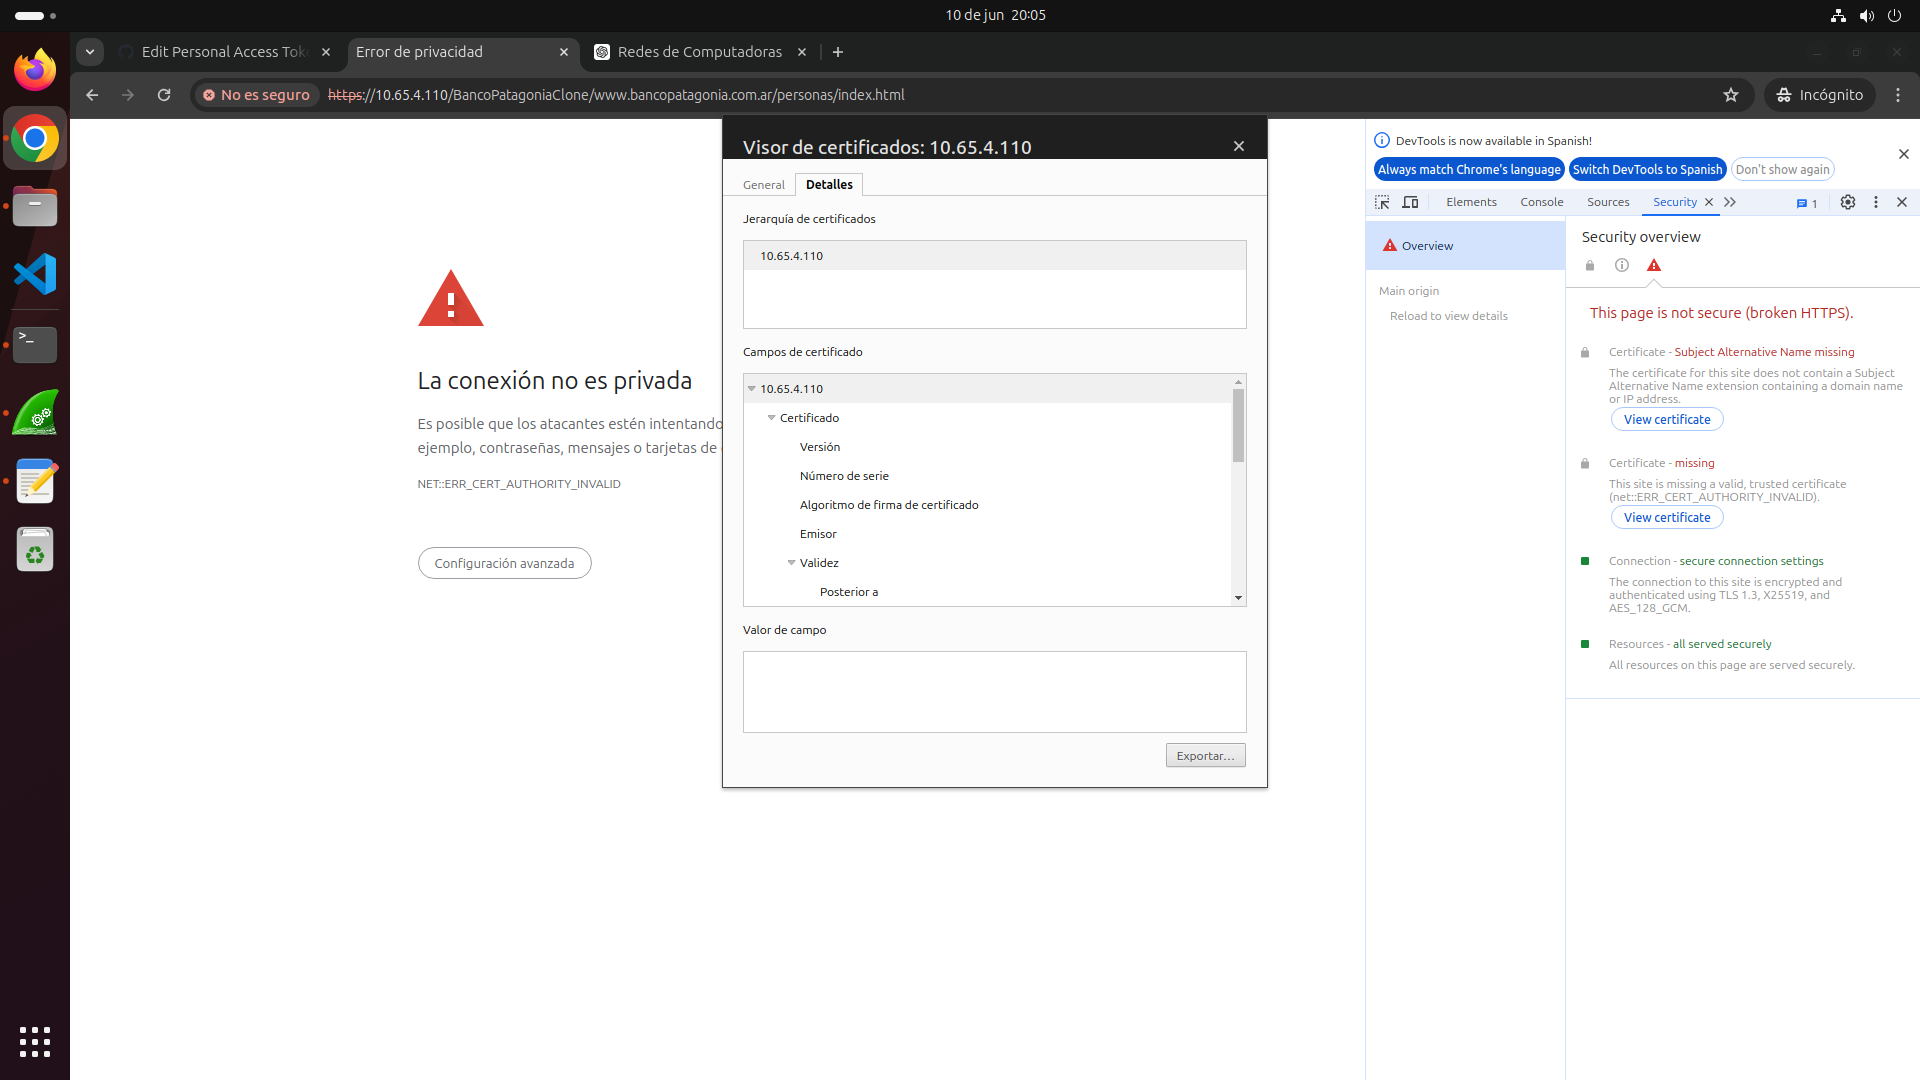 10 de jun 20:05
Edit Personal Access Tok
Error de privacidad
Redes de Computadoras
No es seguro
https://10.65.4.110/BancoPatagoniaClone/www.bancopatagonia.com.ar/personas/index.html
Incógnito
La conexión no es privada
Es posible que los atacantes estén intentando
ejemplo, contraseñas, mensajes o tarjetas de
NET::ERR_CERT_AUTHORITY_INVALID
Configuración avanzada
Visor de certificados: 10.65.4.110
General
Detalles
Jerarquía de certificados
10.65.4.110
Campos de certificado
10.65.4.110
Certificado
Versión
Número de serie
Algoritmo de firma de certificado
Emisor
Validez
Posterior a
Valor de campo
Exportar...
DevTools is now available in Spanish!
Always match Chrome's language
Switch DevTools to Spanish
Don't show again
Elements
Console
Sources
Security
1
Overview
Main origin
Reload to view details
Security overview
This page is not secure (broken HTTPS).
Certificate - Subject Alternative Name missing
The certificate for this site does not contain a Subject
Alternative Name extension containing a domain name
or IP address.
View certificate
Certificate - missing
This site is missing a valid, trusted certificate
(net::ERR_CERT_AUTHORITY_INVALID).
View certificate
Connection - secure connection settings
The connection to this site is encrypted and
authenticated using TLS 1.3, X25519, and
AES_128_GCM.
Resources - all served securely
All resources on this page are served securely.